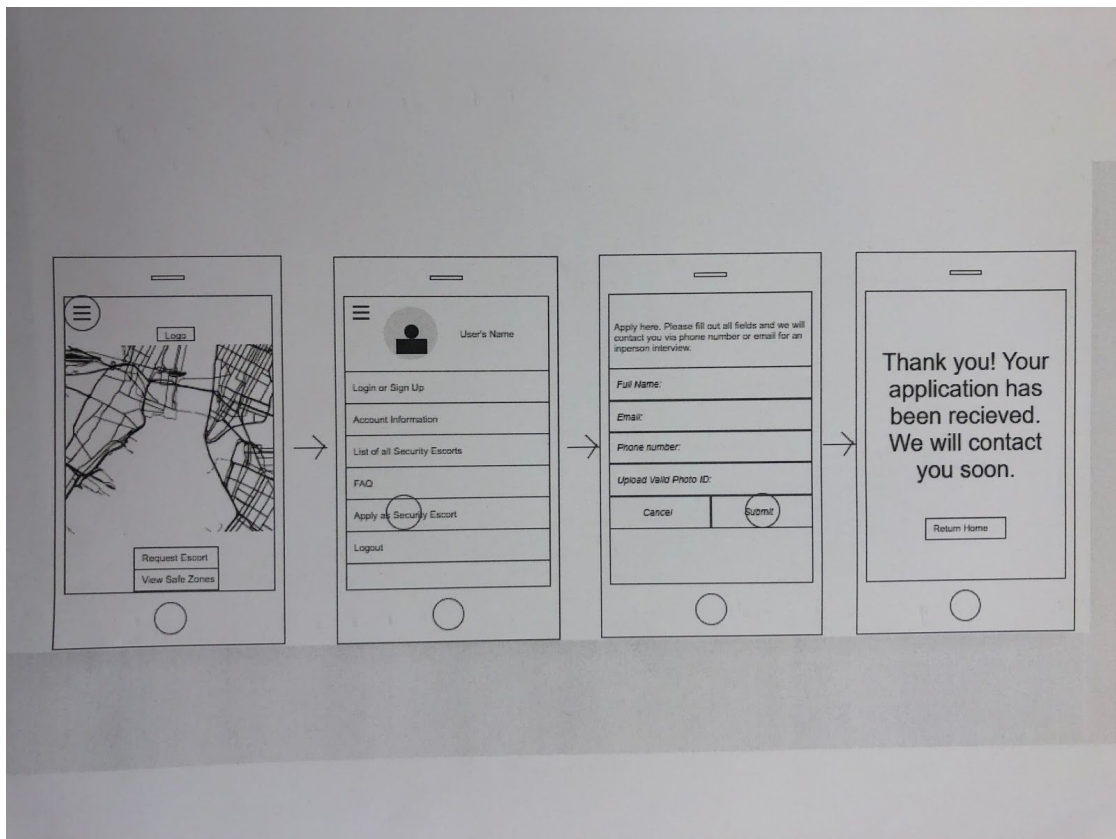 Logo
Request Escort
View Safe Zones
User's Name
Login or Sign Up
Account Information
List of all Security Escorts
FAQ
Apply as Security Escort
Logout
Apply here. Please fill out all fields and we will
contact you via phone number or email for an
inperson interview.
Full Name:
Email:
Phone number:
Upload Valid Photo ID:
Cancel
Submit
Thank you! Your
application has
been recieved.
We will contact
you soon.
Return Home